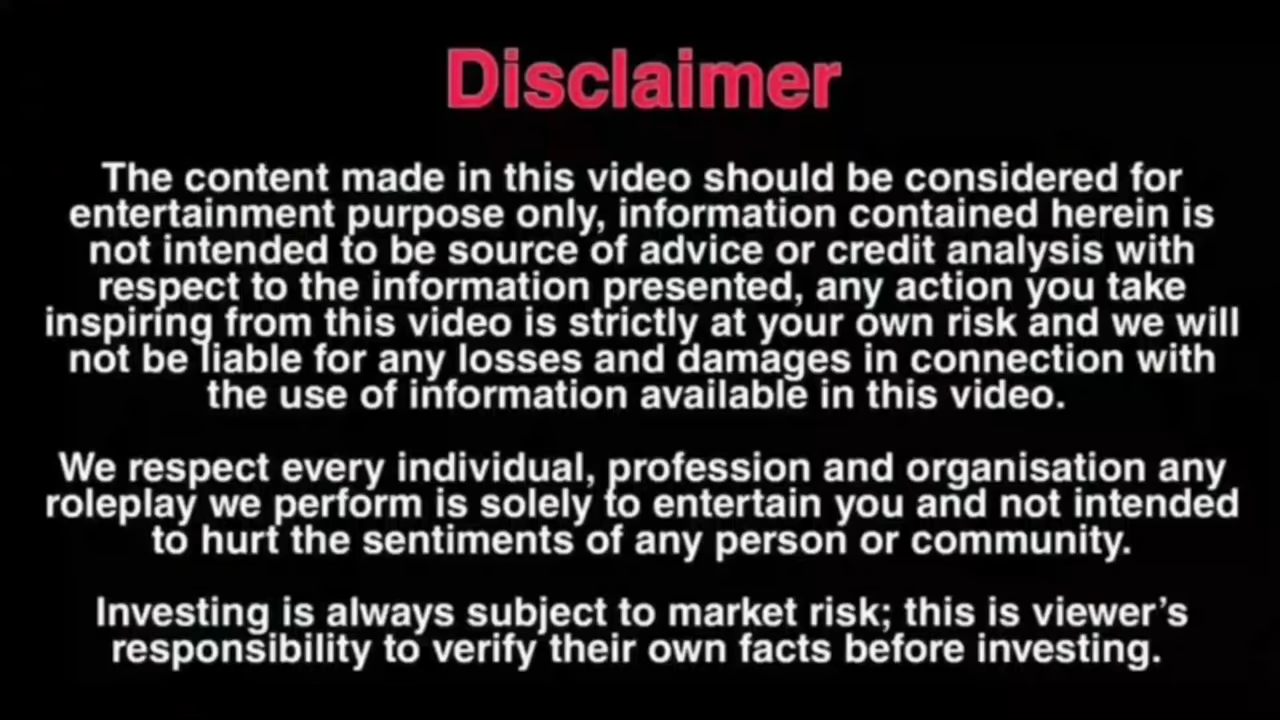 Disclaimer
The content made in this video should be considered for
entertainment purpose only, information contained herein is
not intended to be source of advice or credit analysis with
respect to the information presented, any action you take
inspiring from this video is strictly at your own risk and we will
not be liable for any losses and damages in connection with
the use of information available in this video.
We respect every individual, profession and organisation any
roleplay we perform is solely to entertain you and not intended
to hurt the sentiments of any person or community.
Investing is always subject to market risk; this is viewer’s
responsibility to verify their own facts before investing.